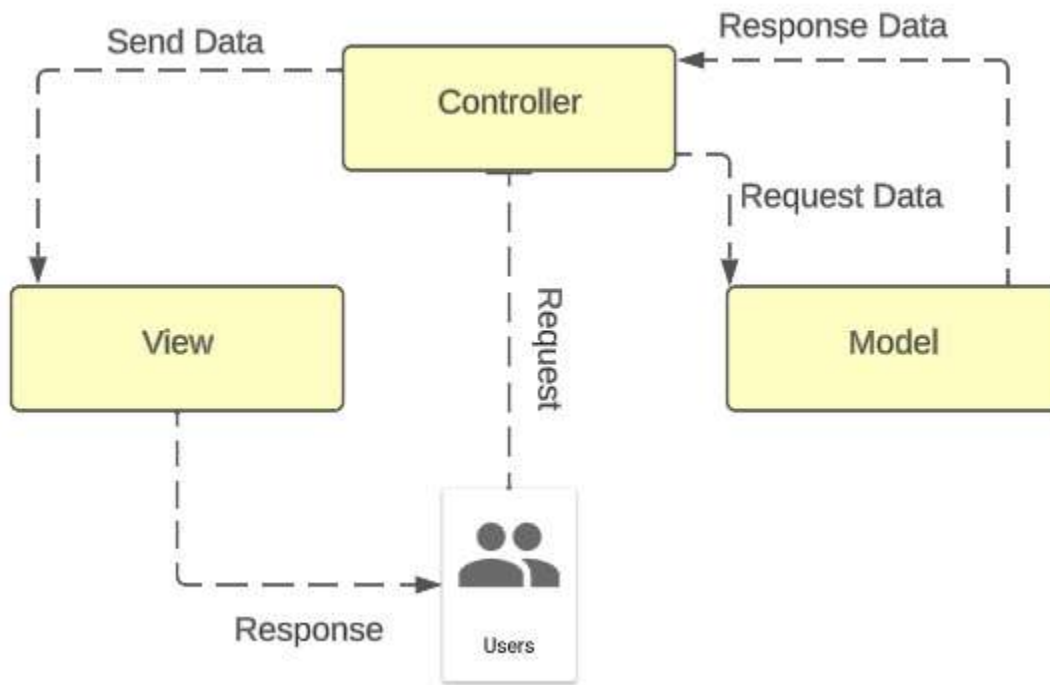 Send Data
Response Data
Controller
Request Data
View
Model
Request
Response
Users